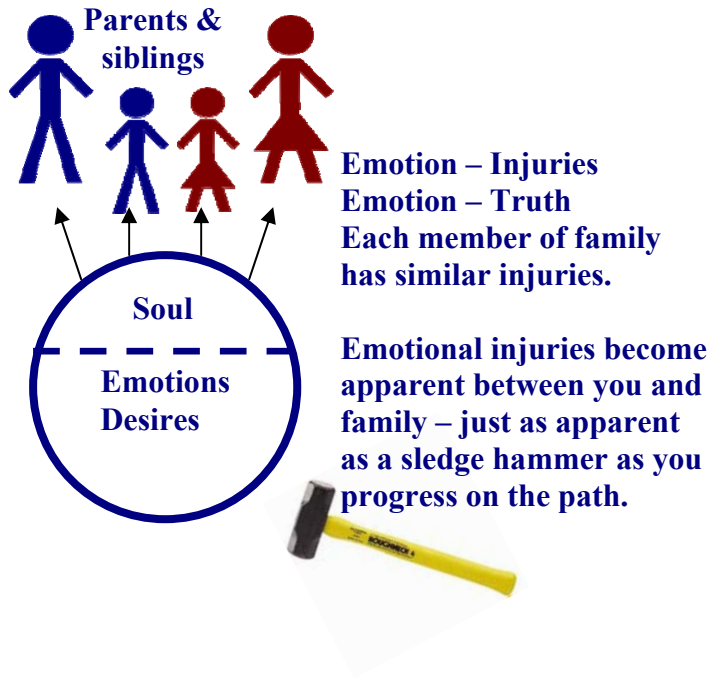 Parents &
siblings
Emotion – Injuries
Emotion – Truth
Each member of family
has similar injuries.
Soul
Emotions
Desires
Emotional injuries become
apparent between you and
family – just as apparent
as a sledge hammer as you
progress on the path.
ROUGHNECK